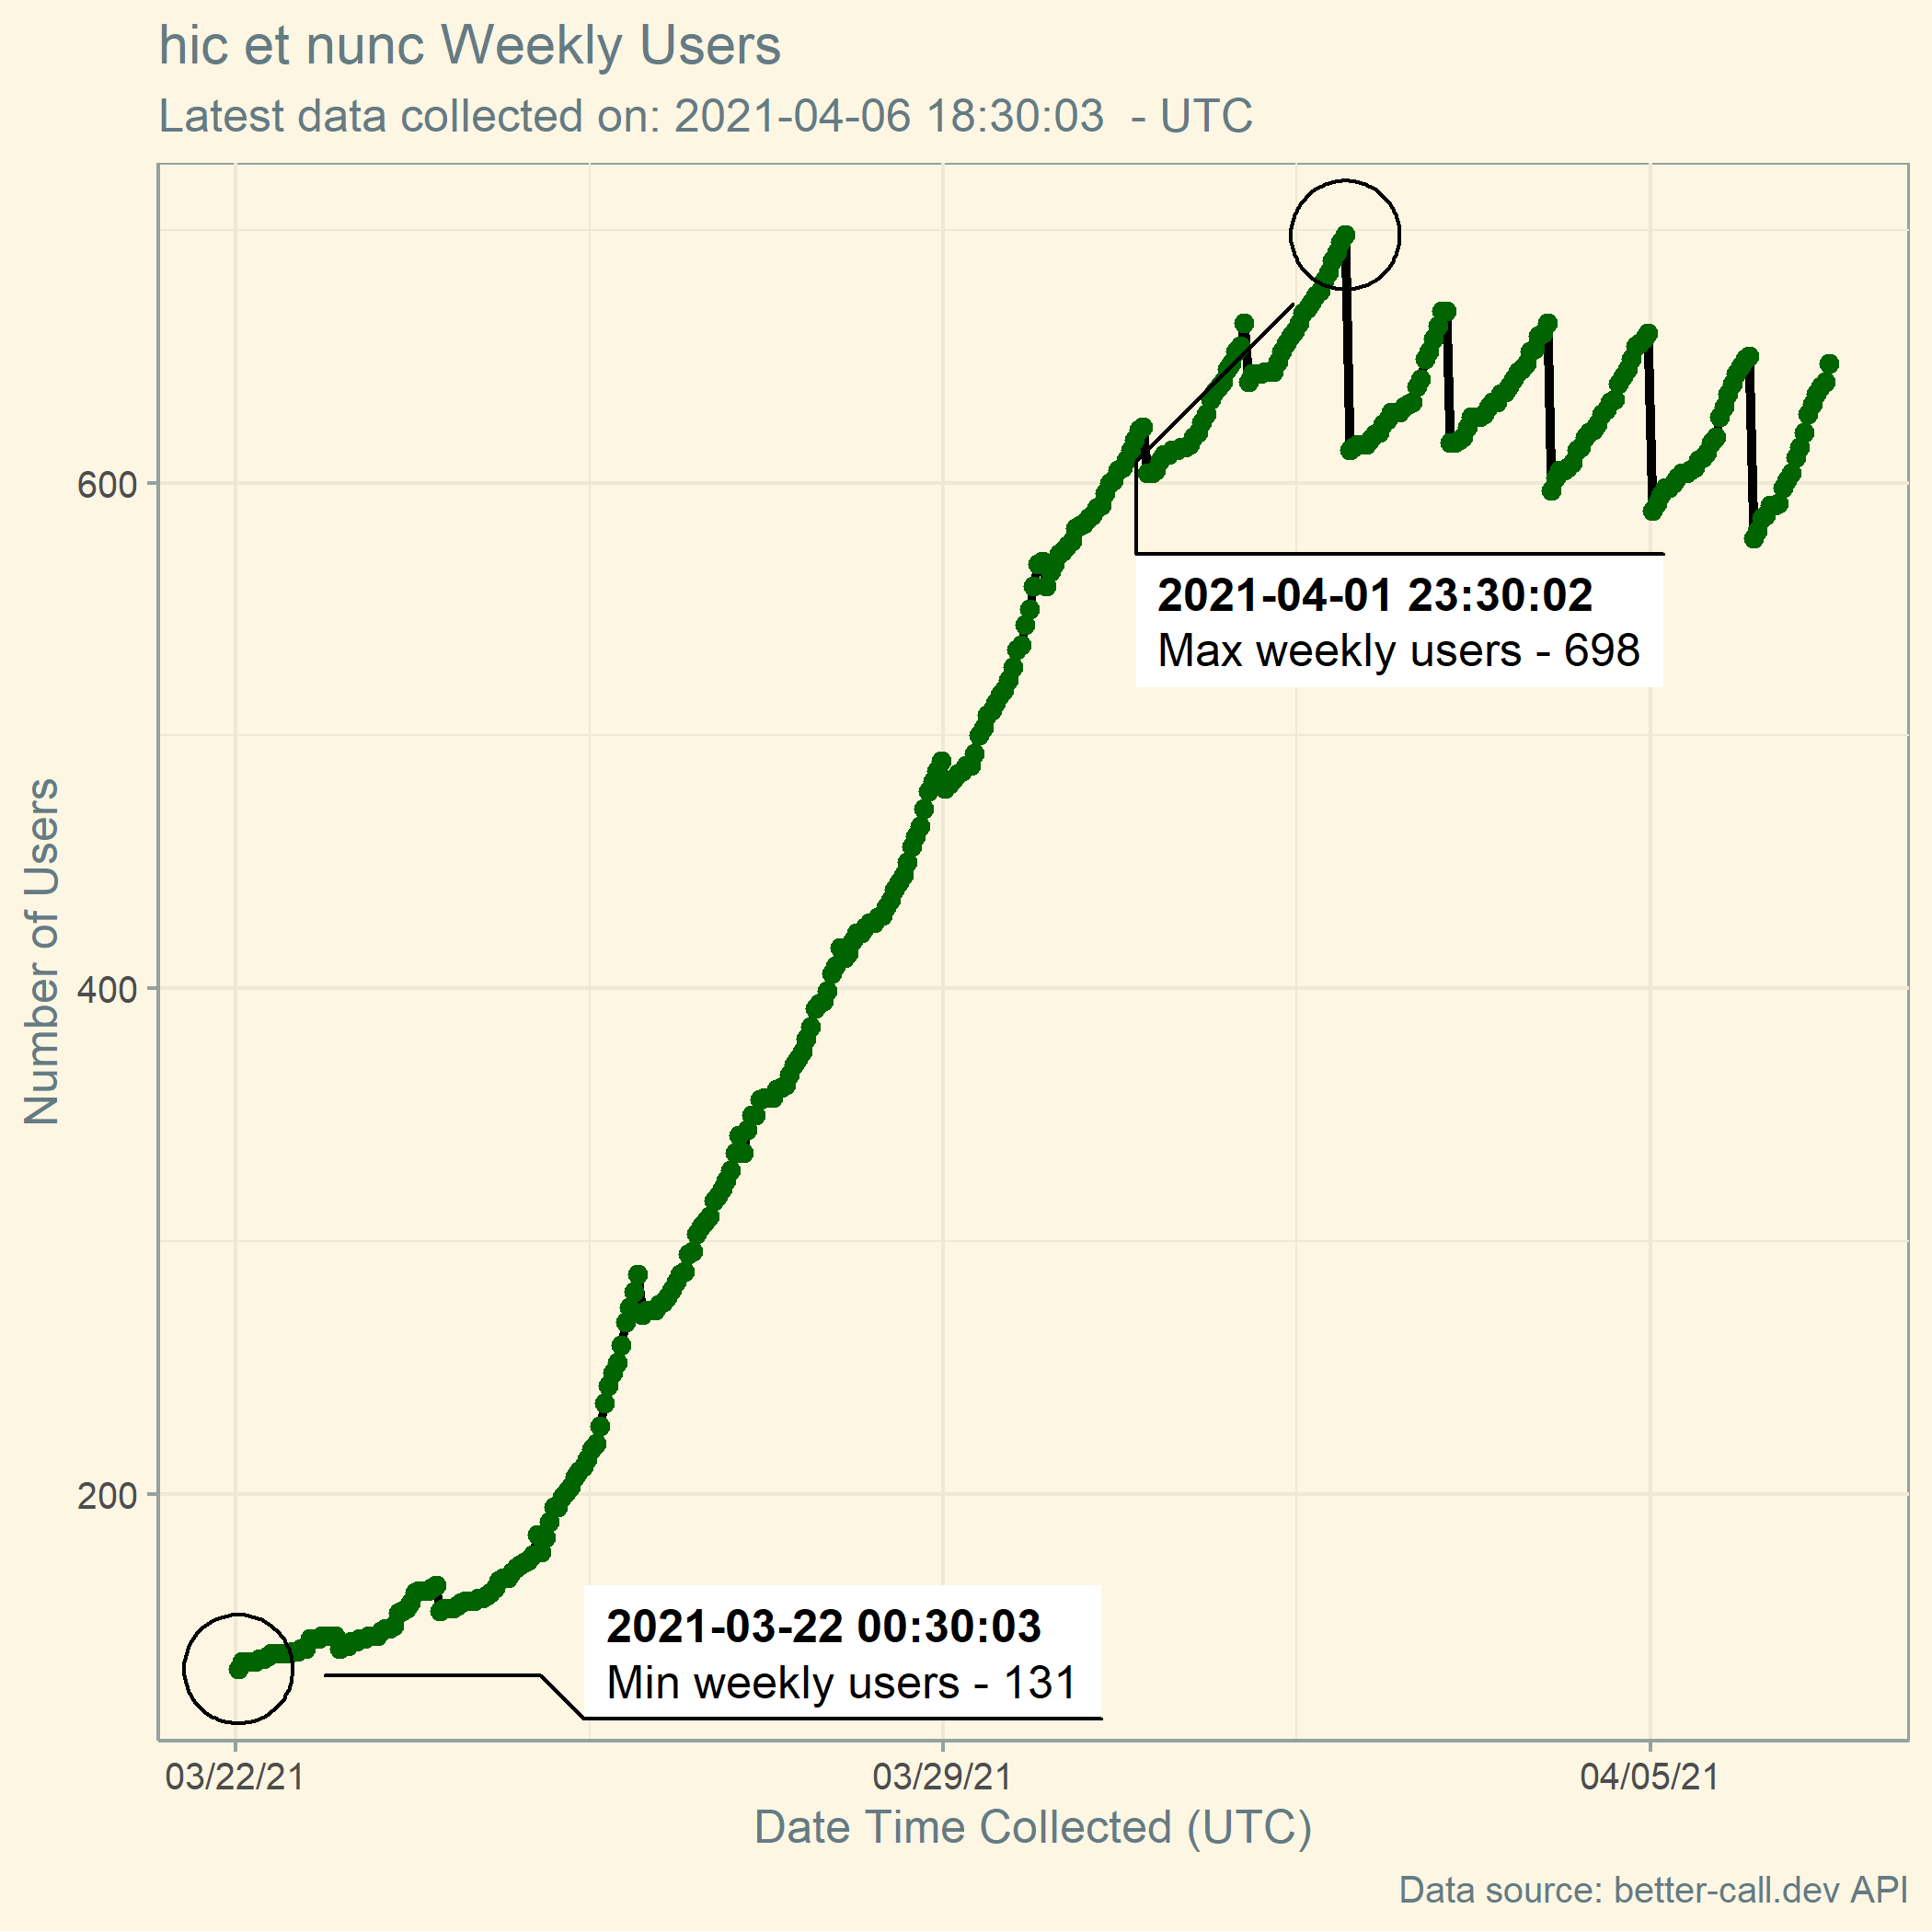 hic et nunc Weekly Users
Latest data collected on: 2021-04-06 18:30:03  - UTC
Number of Users
600
400
200
2021-04-01 23:30:02
Max weekly users - 698
2021-03-22 00:30:03
Min weekly users - 131
03/22/21
03/29/21
04/05/21
Date Time Collected (UTC)
Data source: better-call.dev API